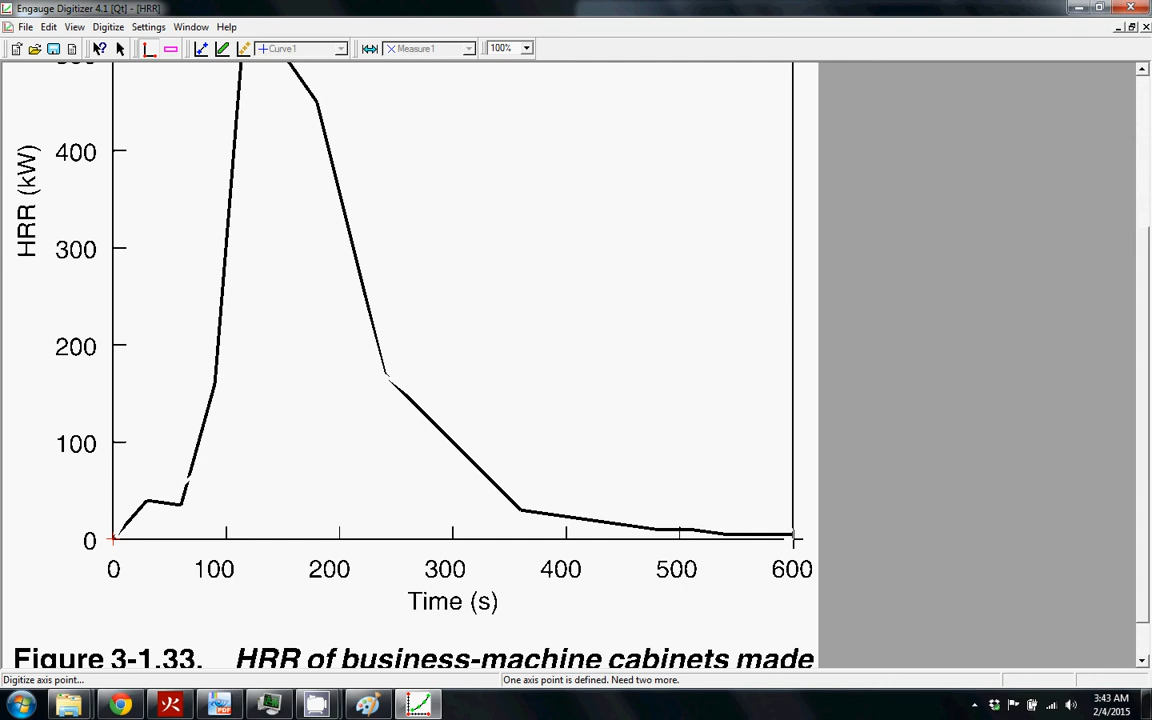 Engauge Digitizer 4.1 [Qt] - [HRR]
File Edit View Digitize Settings Window Help
Curve1 Measure1 100%
400
300
200
100
0
HRR (kW)
0 100 200 300 400 500 600
Time (s)
Figure 3-1.33. HRR of business-machine cabinets made
Digitize axis point... One axis point is defined. Need two more.
3:43 AM
2/4/2015